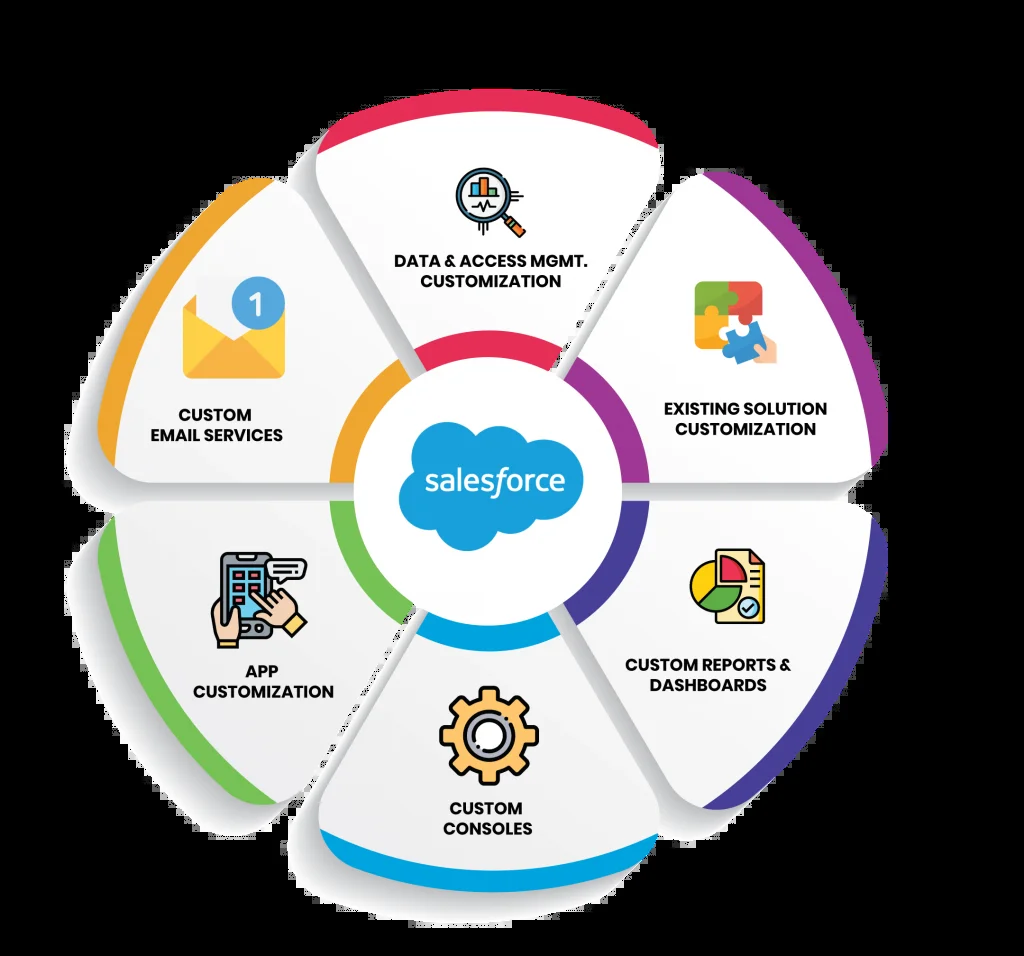 DATA & ACCESS MGMT.
CUSTOMIZATION
EXISTING SOLUTION
CUSTOMIZATION
CUSTOM REPORTS &
DASHBOARDS
CUSTOM
CONSOLES
APP
CUSTOMIZATION
CUSTOM
EMAIL SERVICES
1
salesforce